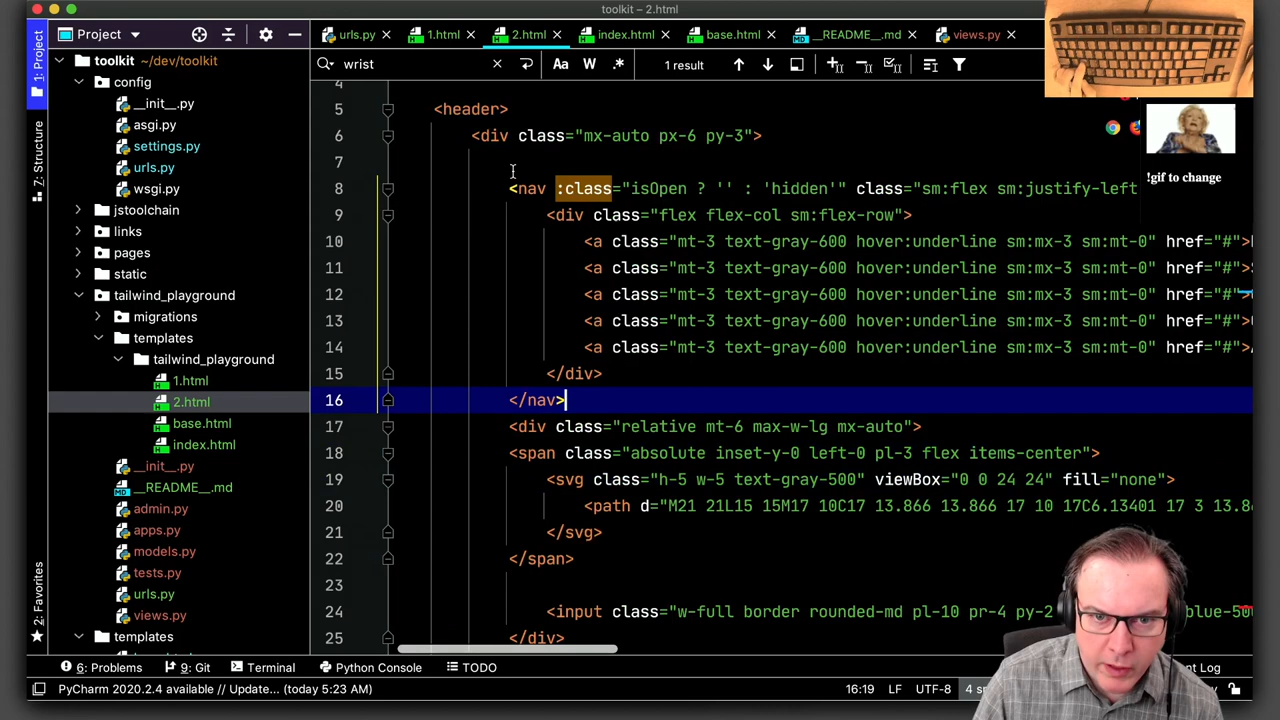 toolkit – 2.html
Project
urls.py
1.html
2.html
index.html
base.html
__README__.md
views.py
wrist
Aa
W
.*
1 result
!gif to change
1: Project
7: Structure
2: Favorites
toolkit ~/dev/toolkit
config
__init__.py
asgi.py
settings.py
urls.py
wsgi.py
jstoolchain
links
pages
static
tailwind_playground
migrations
templates
tailwind_playground
1.html
2.html
base.html
index.html
__init__.py
__README__.md
admin.py
apps.py
models.py
tests.py
urls.py
views.py
templates
4
5 <header>
6 <div class="mx-auto px-6 py-3">
7
8 <nav :class="isOpen ? '' : 'hidden'" class="sm:flex sm:justify-left
9 <div class="flex flex-col sm:flex-row">
10 <a class="mt-3 text-gray-600 hover:underline sm:mx-3 sm:mt-0" href="#">
11 <a class="mt-3 text-gray-600 hover:underline sm:mx-3 sm:mt-0" href="#">
12 <a class="mt-3 text-gray-600 hover:underline sm:mx-3 sm:mt-0" href="#">
13 <a class="mt-3 text-gray-600 hover:underline sm:mx-3 sm:mt-0" href="#">
14 <a class="mt-3 text-gray-600 hover:underline sm:mx-3 sm:mt-0" href="#">
15 </div>
16 </nav>
17 <div class="relative mt-6 max-w-lg mx-auto">
18 <span class="absolute inset-y-0 left-0 pl-3 flex items-center">
19 <svg class="h-5 w-5 text-gray-500" viewBox="0 0 24 24" fill="none">
20 <path d="M21 21L15 15M17 10C17 13.866 13.866 17 10 17C6.13401 17 3 13.8
21 </svg>
22 </span>
23
24 <input class="w-full border rounded-md pl-10 pr-4 py-2 blue-50
25 </div>
6: Problems
9: Git
Terminal
Python Console
TODO
nt Log
PyCharm 2020.2.4 available // Update... (today 5:23 AM)
16:19
LF
UTF-8
4 sp